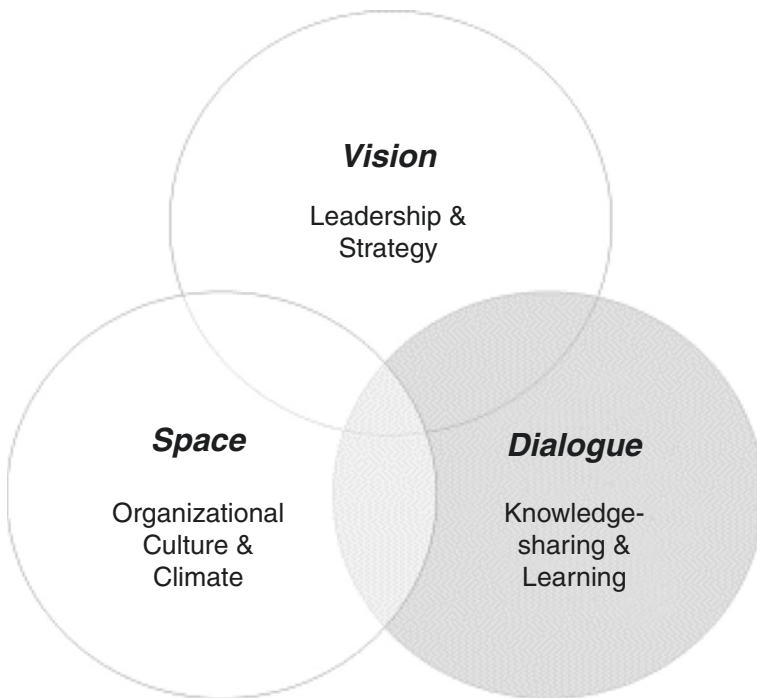 Vision
Leadership &
Strategy
Space
Organizational
Culture &
Climate
Dialogue
Knowledge-
sharing &
Learning